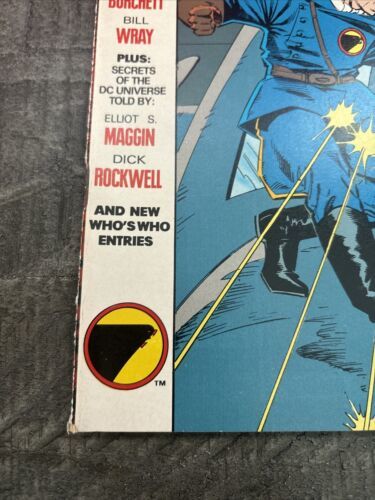 BURCHETT
BILL
WRAY
PLUS:
SECRETS
OF THE
DC UNIVERSE
TOLD BY:
ELLIOT S.
MAGGIN
DICK
ROCKWELL
AND NEW
WHO'S WHO
ENTRIES
TM